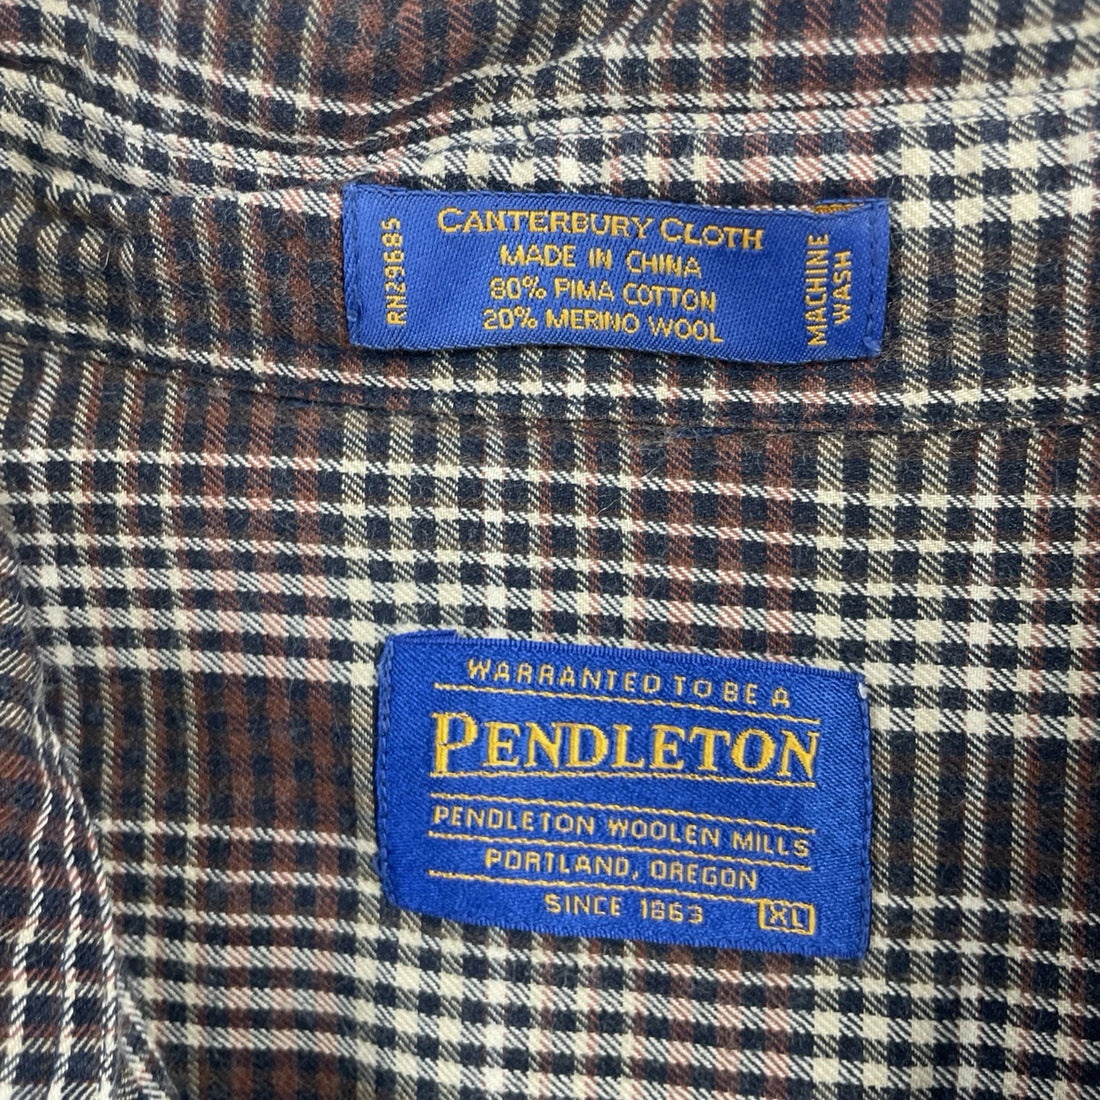 RN29685
CANTERBURY CLOTH
MADE IN CHINA
80% PIMA COTTON
20% MERINO WOOL
MACHINE
WASH
WARRANTED TO BE A
PENDLETON
PENDLETON WOOLEN MILLS
PORTLAND, OREGON
SINCE 1863
XL